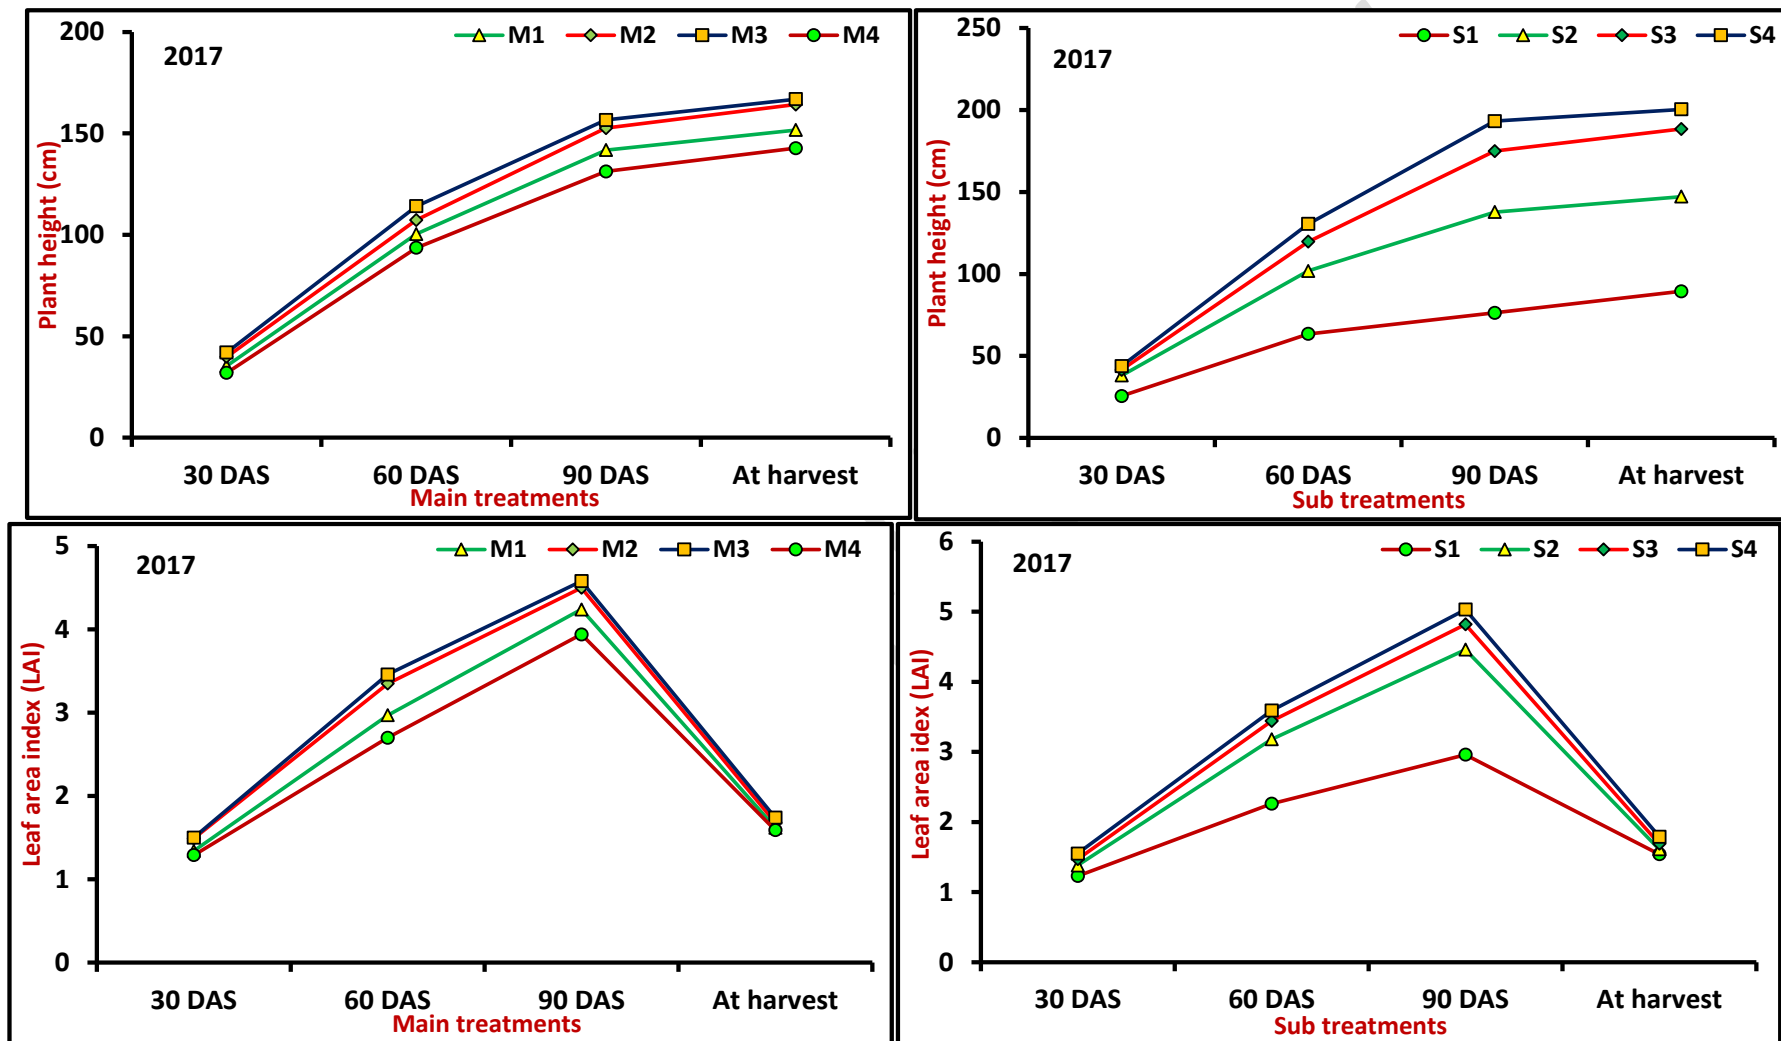 2017
M1 M2 M3 M4
Plant height (cm)
200
150
100
50
0
30 DAS 60 DAS 90 DAS At harvest
Main treatments
2017
S1 S2 S3 S4
Plant height (cm)
250
200
150
100
50
0
30 DAS 60 DAS 90 DAS At harvest
Sub treatments
2017
M1 M2 M3 M4
Leaf area index (LAI)
5
4
3
2
1
0
30 DAS 60 DAS 90 DAS At harvest
Main treatments
2017
S1 S2 S3 S4
Leaf area idex (LAI)
6
5
4
3
2
1
0
30 DAS 60 DAS 90 DAS At harvest
Sub treatments